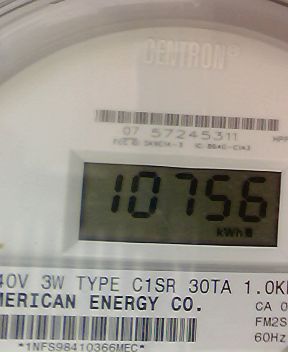 CENTRON®
07 57245311
10756
kWh
40V 3W TYPE C1SR 30TA 1.0K
MERICAN ENERGY CO.
CA 0
FM2S
60Hz
*1NFS98410366MEC*